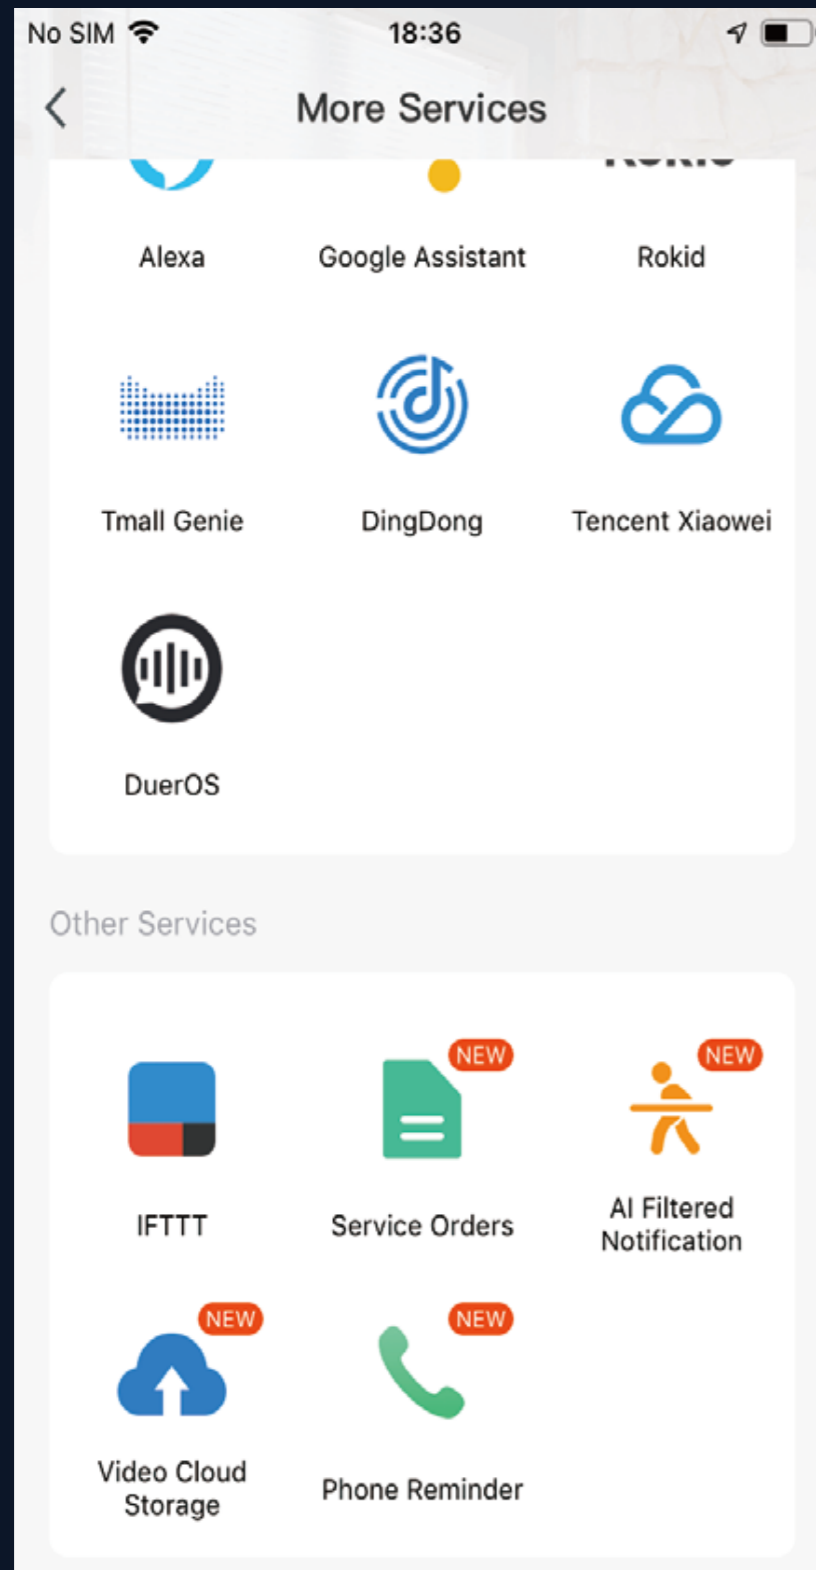 No SIM
18:36
More Services
Rokid
Alexa
Google Assistant
Rokid
Tmall Genie
DingDong
Tencent Xiaowei
DuerOS
Other Services
NEW
NEW
IFTTT
Service Orders
AI Filtered
Notification
NEW
NEW
Video Cloud
Storage
Phone Reminder